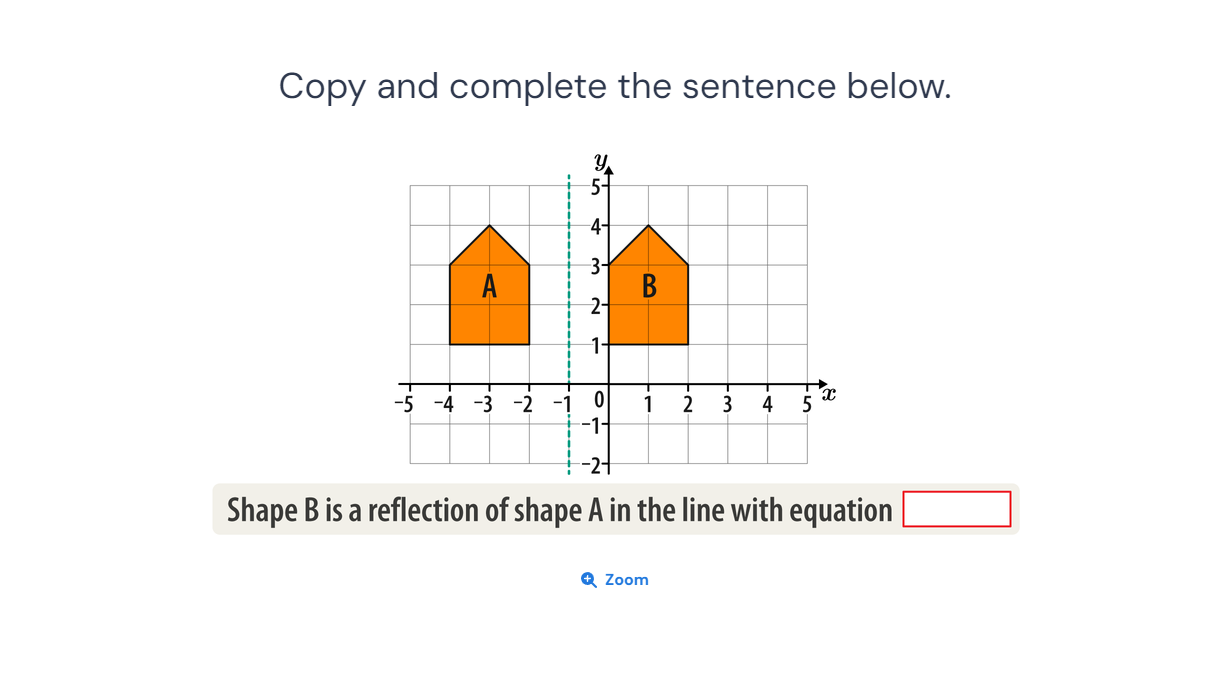 Copy and complete the sentence below.
y
5
4
A
B
3
2
1
−5 −4 −3 −2 −1 0 1 2 3 4 5 x
−1
−2
Shape B is a reflection of shape A in the line with equation
Zoom